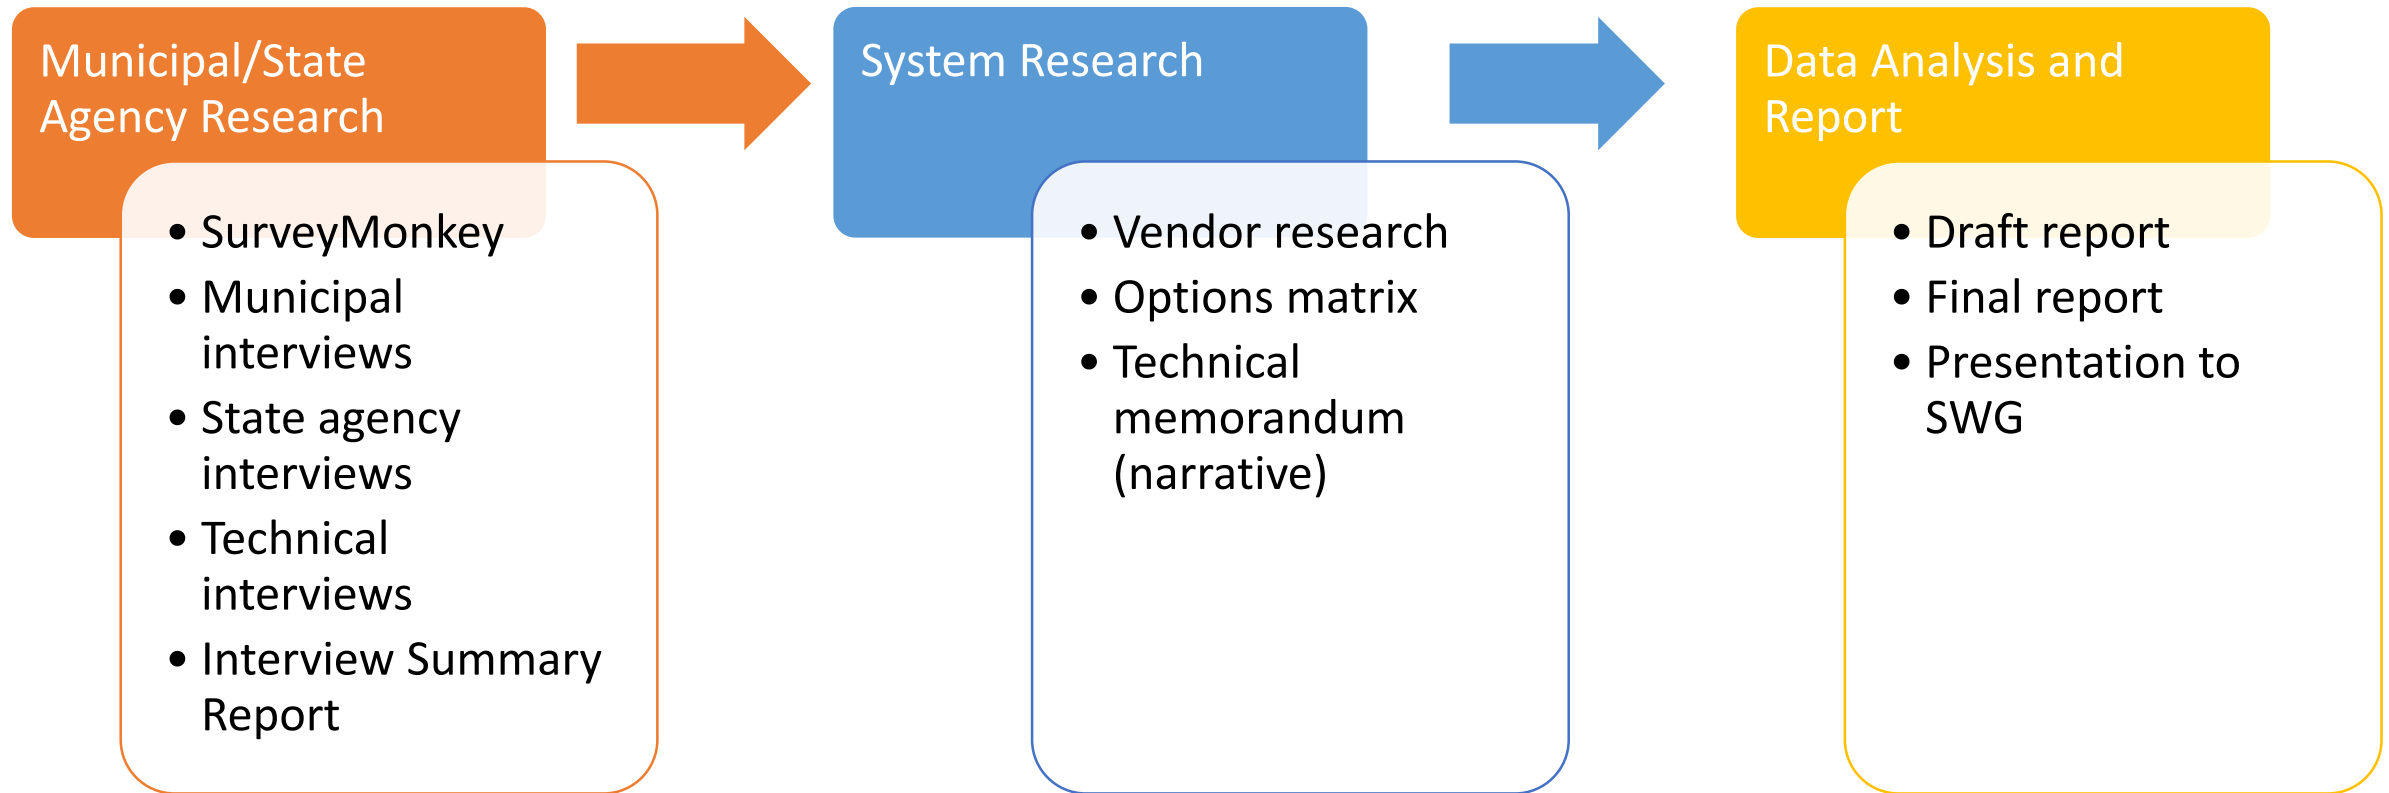 Municipal/State
Agency Research
• SurveyMonkey
• Municipal
interviews
• State agency
interviews
• Technical
interviews
• Interview Summary
Report
System Research
• Vendor research
• Options matrix
• Technical
memorandum
(narrative)
Data Analysis and
Report
• Draft report
• Final report
• Presentation to
SWG